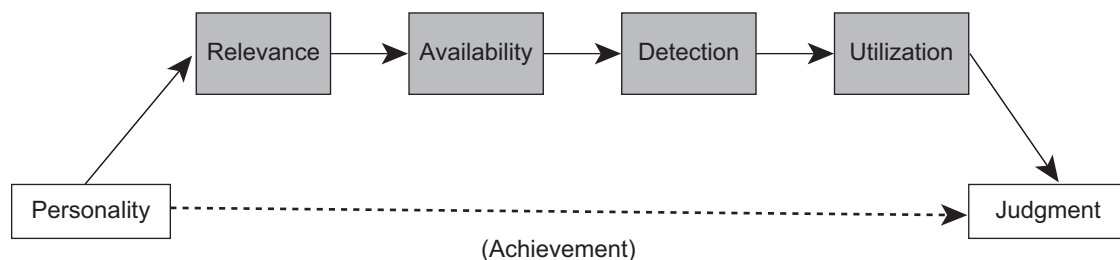 Relevance Availability Detection Utilization
Personality Judgment
(Achievement)